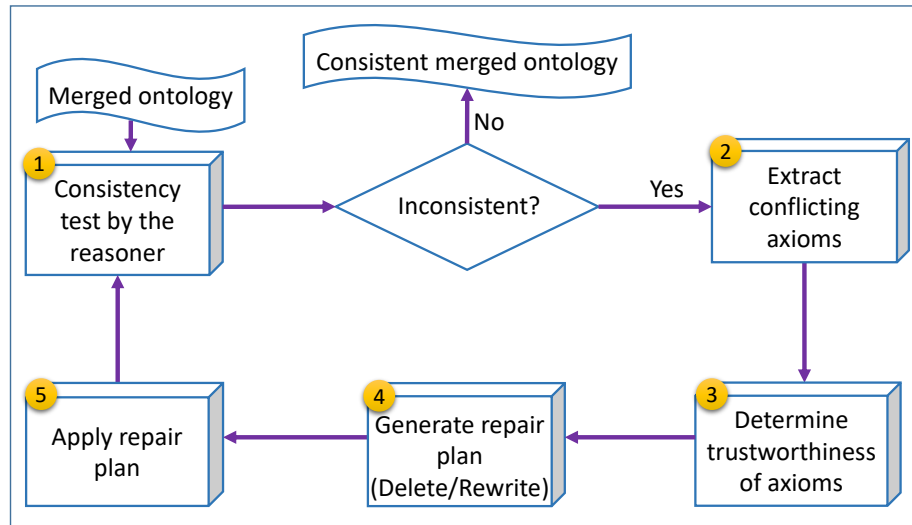 Merged ontology
Consistent merged ontology
No
1
Consistency
test by the
reasoner
Inconsistent?
Yes
2
Extract
conflicting
axioms
3
Determine
trustworthiness
of axioms
4
Generate repair
plan
(Delete/Rewrite)
5
Apply repair
plan